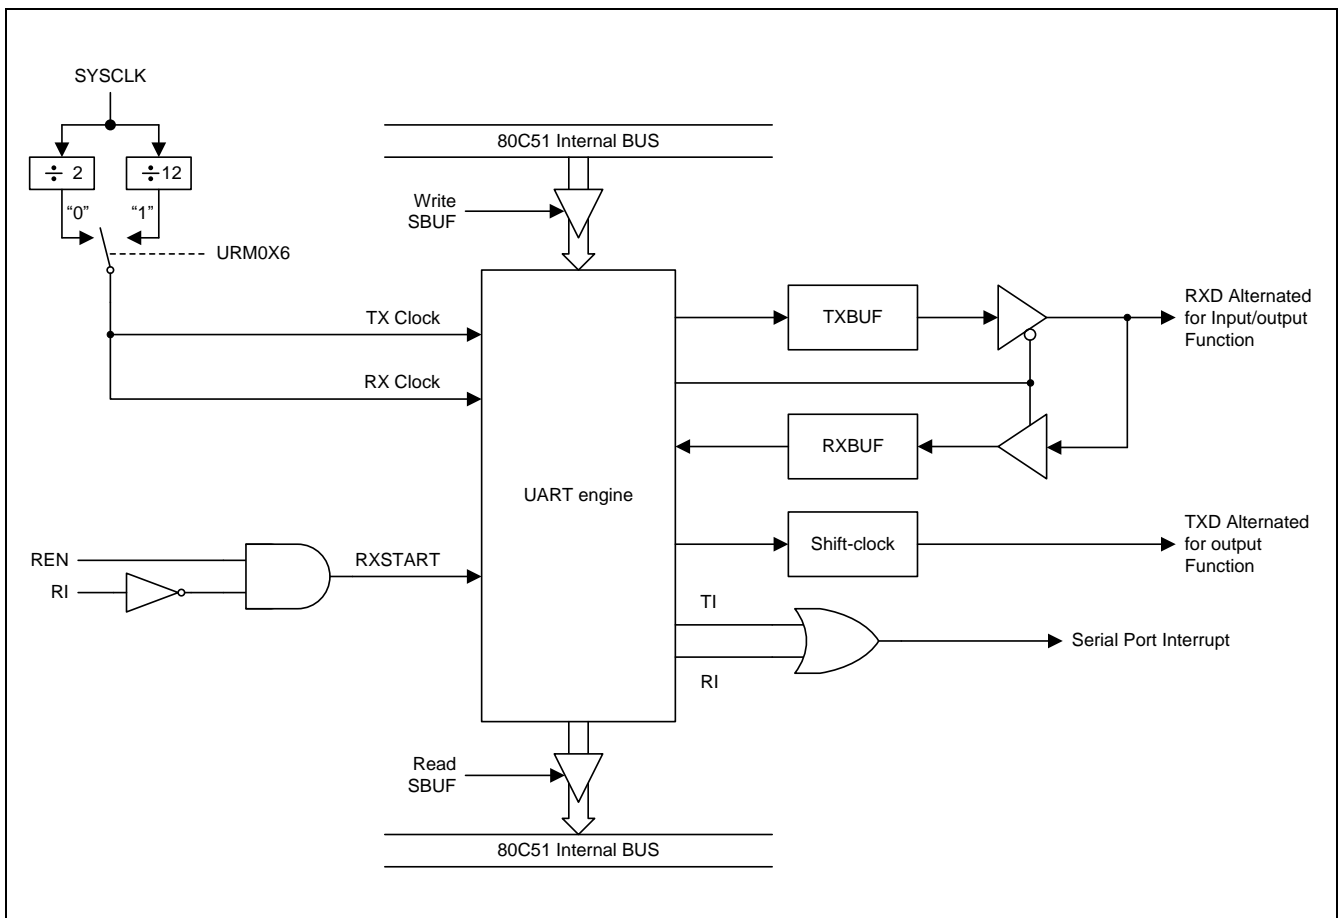 SYSCLK
÷ 2
÷12
“0”
“1”
URM0X6
80C51 Internal BUS
Write
SBUF
TX Clock
RX Clock
TXBUF
RXD Alternated
for Input/output
Function
RXBUF
UART engine
REN
RI
RXSTART
Shift-clock
TXD Alternated
for output
Function
TI
RI
Serial Port Interrupt
Read
SBUF
80C51 Internal BUS